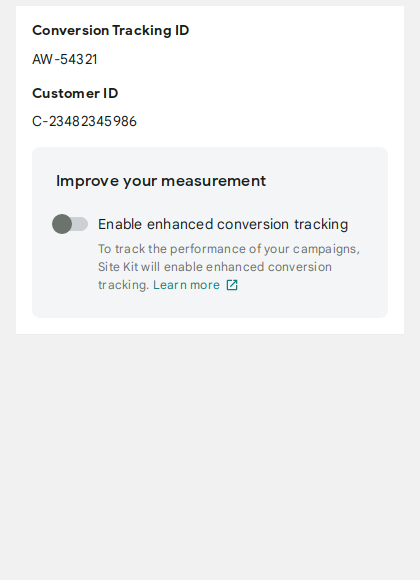 Conversion Tracking ID
AW-54321
Customer ID
C-23482345986
Improve your measurement
Enable enhanced conversion tracking
To track the performance of your campaigns,
Site Kit will enable enhanced conversion
tracking. Learn more